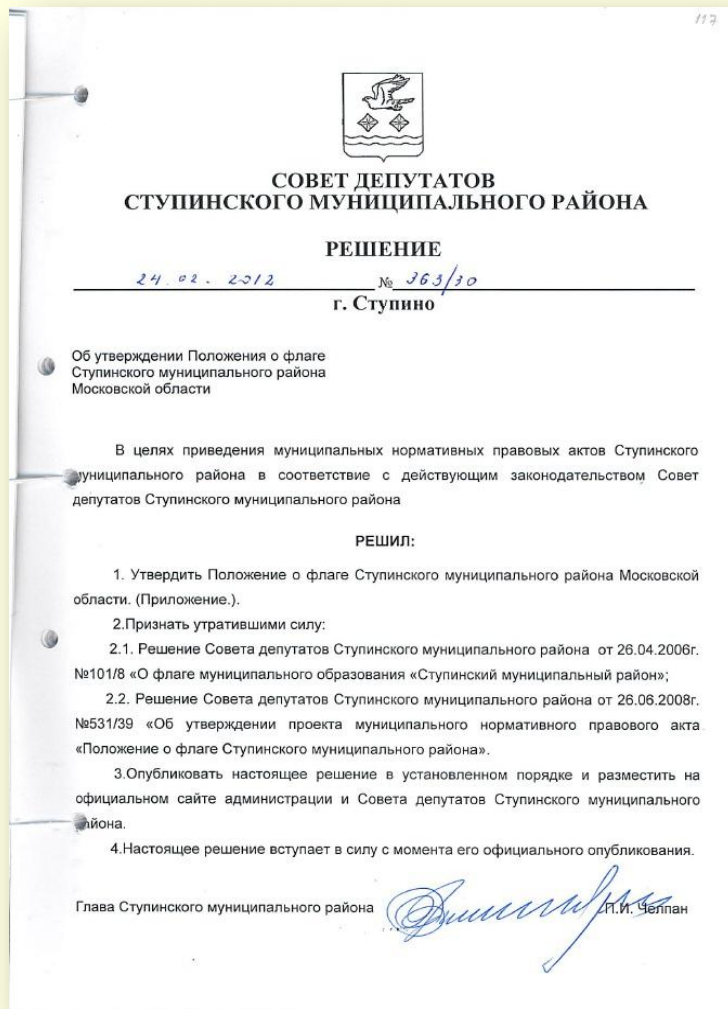 117
СОВЕТ ДЕПУТАТОВ
СТУПИНСКОГО МУНИЦИПАЛЬНОГО РАЙОНА
РЕШЕНИЕ
24.02.2012 № 363/30
г. Ступино
Об утверждении Положения о флаге
Ступинского муниципального района
Московской области
В целях приведения муниципальных нормативных правовых актов Ступинского
муниципального района в соответствие с действующим законодательством Совет
депутатов Ступинского муниципального района
РЕШИЛ:
1. Утвердить Положение о флаге Ступинского муниципального района Московской
области. (Приложение.).
2.Признать утратившими силу:
2.1. Решение Совета депутатов Ступинского муниципального района от 26.04.2006г.
№101/8 «О флаге муниципального образования «Ступинский муниципальный район»;
2.2. Решение Совета депутатов Ступинского муниципального района от 26.06.2008г.
№531/39 «Об утверждении проекта муниципального нормативного правового акта
«Положение о флаге Ступинского муниципального района».
3.Опубликовать настоящее решение в установленном порядке и разместить на
официальном сайте администрации и Совета депутатов Ступинского муниципального
района.
4.Настоящее решение вступает в силу с момента его официального опубликования.
Глава Ступинского муниципального района П.И. Челпан